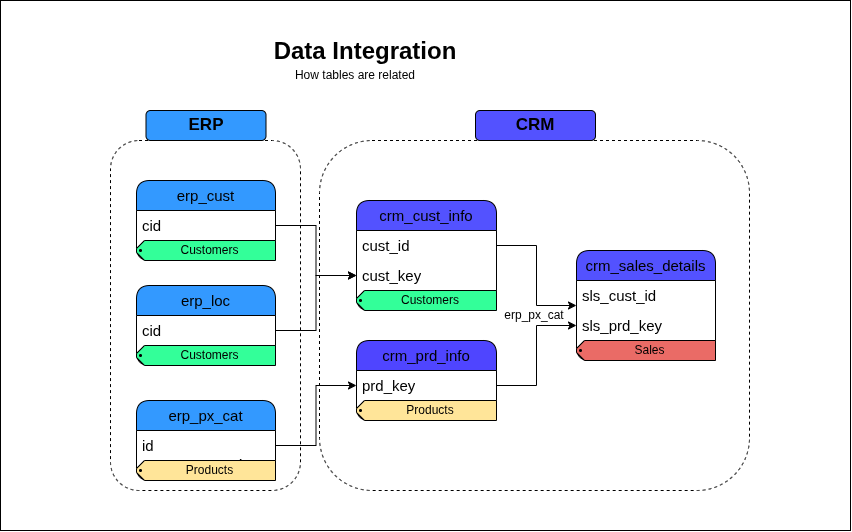 Data Integration
How tables are related
ERP
CRM
erp_cust
cid
Customers
erp_loc
cid
Customers
erp_px_cat
id
Products
crm_cust_info
cust_id
cust_key
Customers
crm_prd_info
prd_key
Products
erp_px_cat
crm_sales_details
sls_cust_id
sls_prd_key
Sales